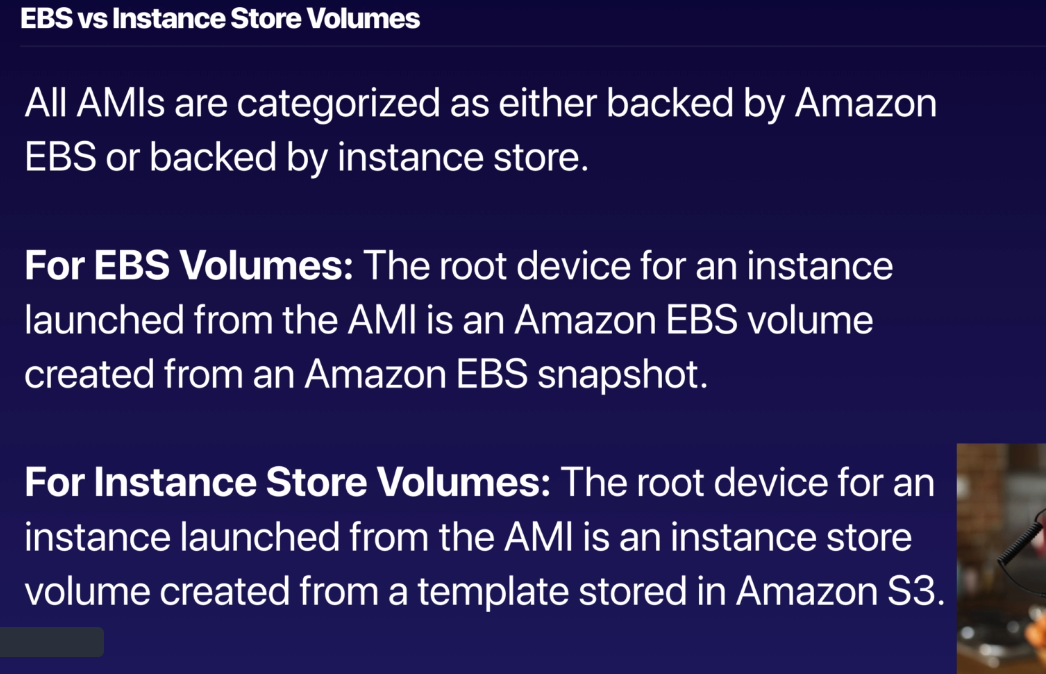 EBS vs Instance Store Volumes
All AMIs are categorized as either backed by Amazon
EBS or backed by instance store.
For EBS Volumes: The root device for an instance
launched from the AMI is an Amazon EBS volume
created from an Amazon EBS snapshot.
For Instance Store Volumes: The root device for an
instance launched from the AMI is an instance store
volume created from a template stored in Amazon S3.